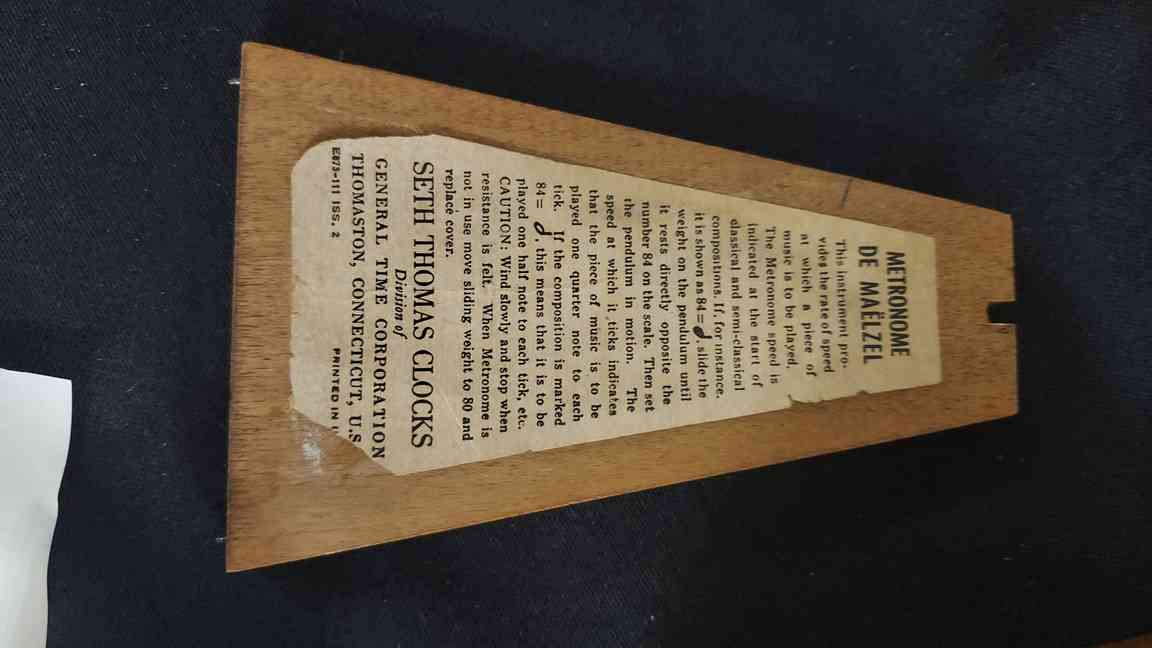 METRONOME
DE MAËLZEL
This instrument pro-
vides the rate of speed
at which a piece of
music is to be played.
The Metronome speed is
indicated at the start of
classical and semi-classical
compositions. If, for instance,
it is shown as 84=𝅗𝅥, slide the
weight on the pendulum until
it rests directly opposite the
number 84 on the scale. Then set
the pendulum in motion. The
speed at which it ticks indicates
that the piece of music is to be
played one quarter note to each
tick. If the composition is marked
84= 𝅗𝅥, this means that it is to be
played one half note to each tick, etc.
CAUTION: Wind slowly and stop when
resistance is felt. When Metronome is
not in use move sliding weight to 80 and
replace cover.
SETH THOMAS CLOCKS
Division of
GENERAL TIME CORPORATION
THOMASTON, CONNECTICUT, U.S
E873-111 ISS. 2 PRINTED IN U